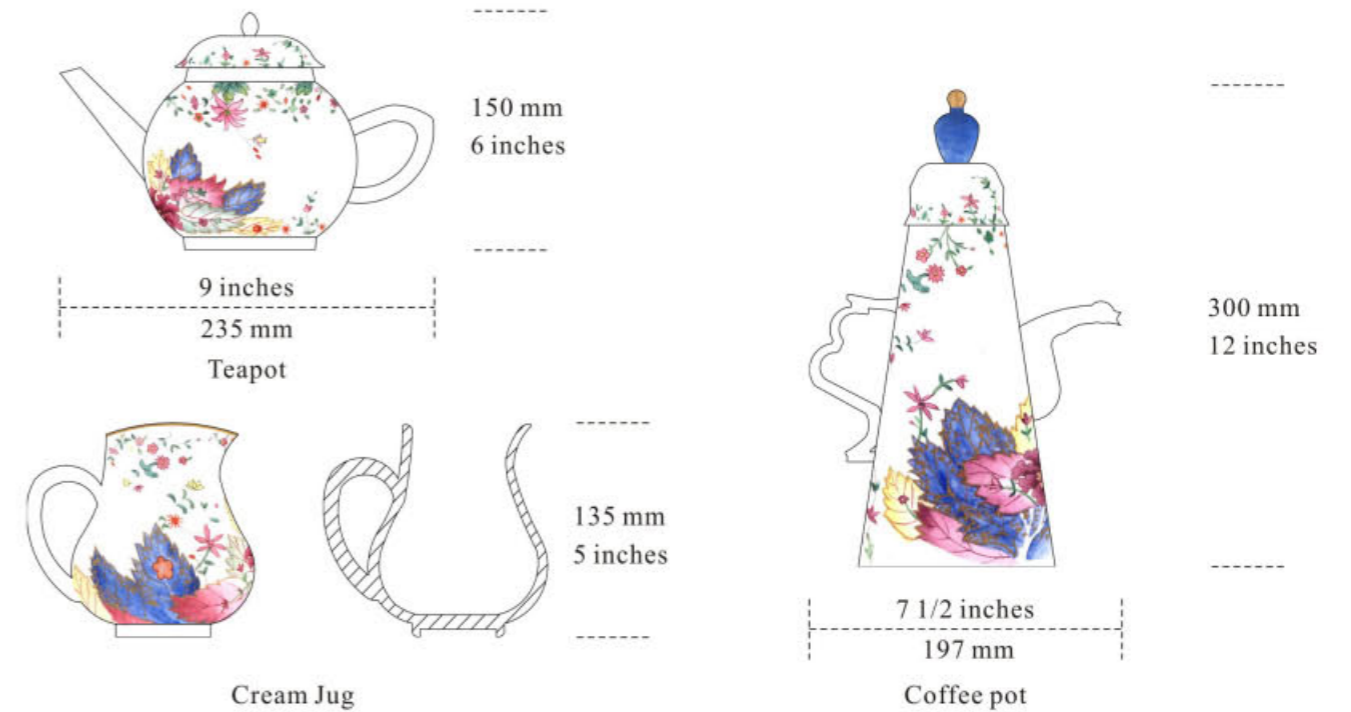 150 mm
6 inches
9 inches
235 mm
Teapot
135 mm
5 inches
Cream Jug
300 mm
12 inches
7 1/2 inches
197 mm
Coffee pot